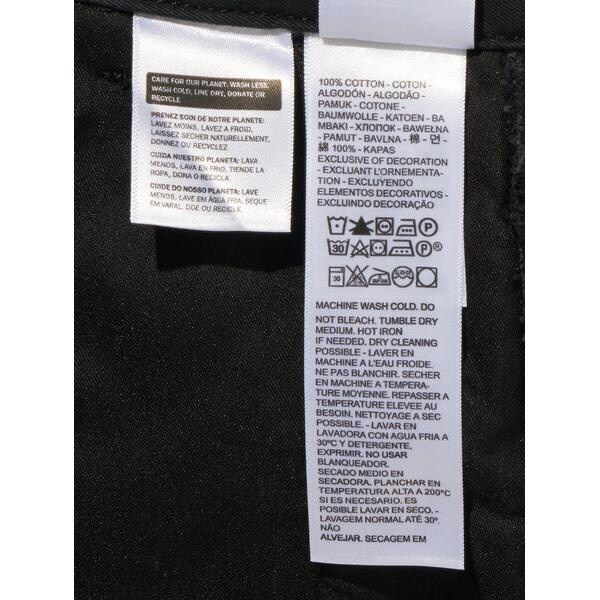 CARE FOR OUR PLANET: WASH LESS,
WASH COLD, LINE DRY, DONATE OR
RECYCLE
PRENEZ SOIN DE NOTRE PLANETE:
LAVEZ MOINS, LAVEZ A FROID,
LAISSEZ SECHER NATURELLEMENT,
DONNEZ OU RECYCLEZ
CUIDA NUESTRO PLANETA: LAVA
MENOS, LAVA EN FRIO, TIENDE LA
ROPA, DONA O RECICLA.
CUIDE DO NOSSO PLANETA: LAVE
MENOS, LAVE EM ÁGUA FRIA, SEQUE
EM VARAL, DOE OU RECICLE.
100% COTTON - COTON -
ALGODÓN - ALGODÃO -
PAMUK - COTONE -
BAUMWOLLE - KATOEN - BA
MBAKI - ХЛОПОК - BAWEŁNA
- PAMUT - BAVLNA - 棉 - 면 -
綿 100% - KAPAS
EXCLUSIVE OF DECORATION
- EXCLUANT L'ORNEMENTA-
TION - EXCLUYENDO
ELEMENTOS DECORATIVOS -
EXCLUINDO DECORAÇÃO
P
30 P
30
MACHINE WASH COLD. DO
NOT BLEACH. TUMBLE DRY
MEDIUM. HOT IRON
IF NEEDED. DRY CLEANING
POSSIBLE - LAVER EN
MACHINE A L'EAU FROIDE.
NE PAS BLANCHIR. SECHER
EN MACHINE A TEMPERA-
TURE MOYENNE. REPASSER A
TEMPERATURE ELEVEE AU
BESOIN. NETTOYAGE A SEC
POSSIBLE. - LAVAR EN
LAVADORA CON AGUA FRIA A
30ºC Y DETERGENTE.
EXPRIMIR. NO USAR
BLANQUEADOR.
SECADO MEDIO EN
SECADORA. PLANCHAR EN
TEMPERATURA ALTA A 200ºC
SI ES NECESARIO. ES
POSIBLE LAVAR EN SECO. -
LAVAGEM NORMAL ATÉ 30º.
NÃO
ALVEJAR. SECAGEM EM